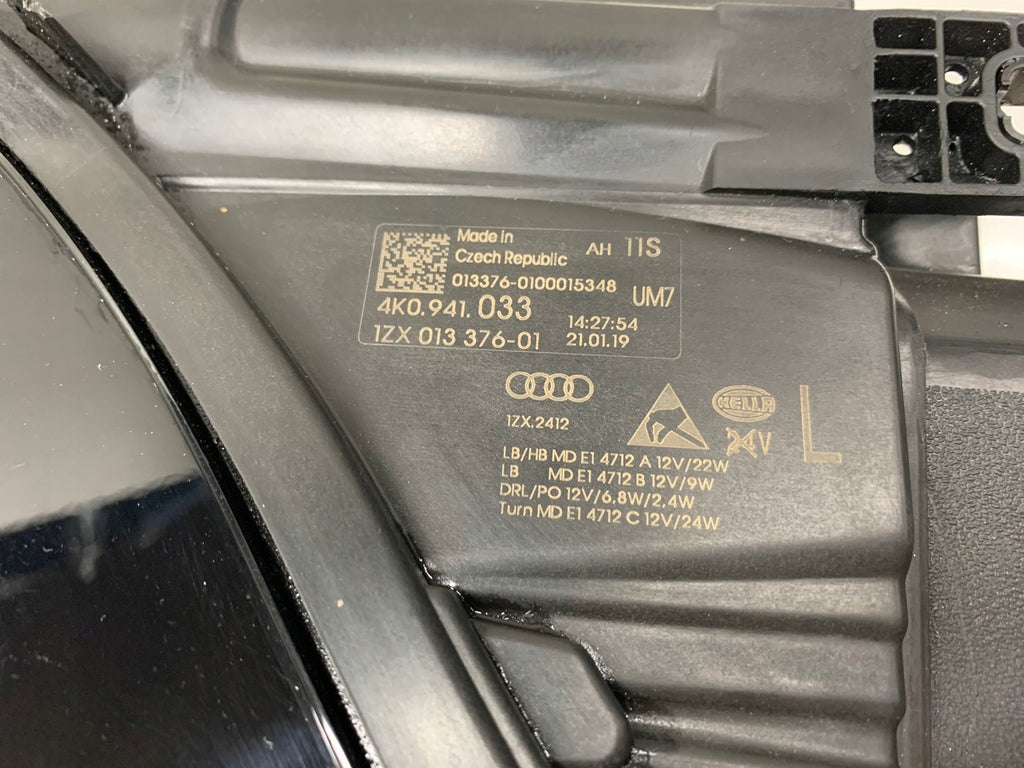 Made in
Czech Republic
AH 11S
013376-0100015348
UM7
4K0.941.033
14:27:54
1ZX 013 376-01
21.01.19
1ZX.2412
HELLA
24V
L
LB/HB MD E1 4712 A 12V/22W
LB MD E1 4712 B 12V/9W
DRL/PO 12V/6.8W/2.4W
Turn MD E1 4712 C 12V/24W